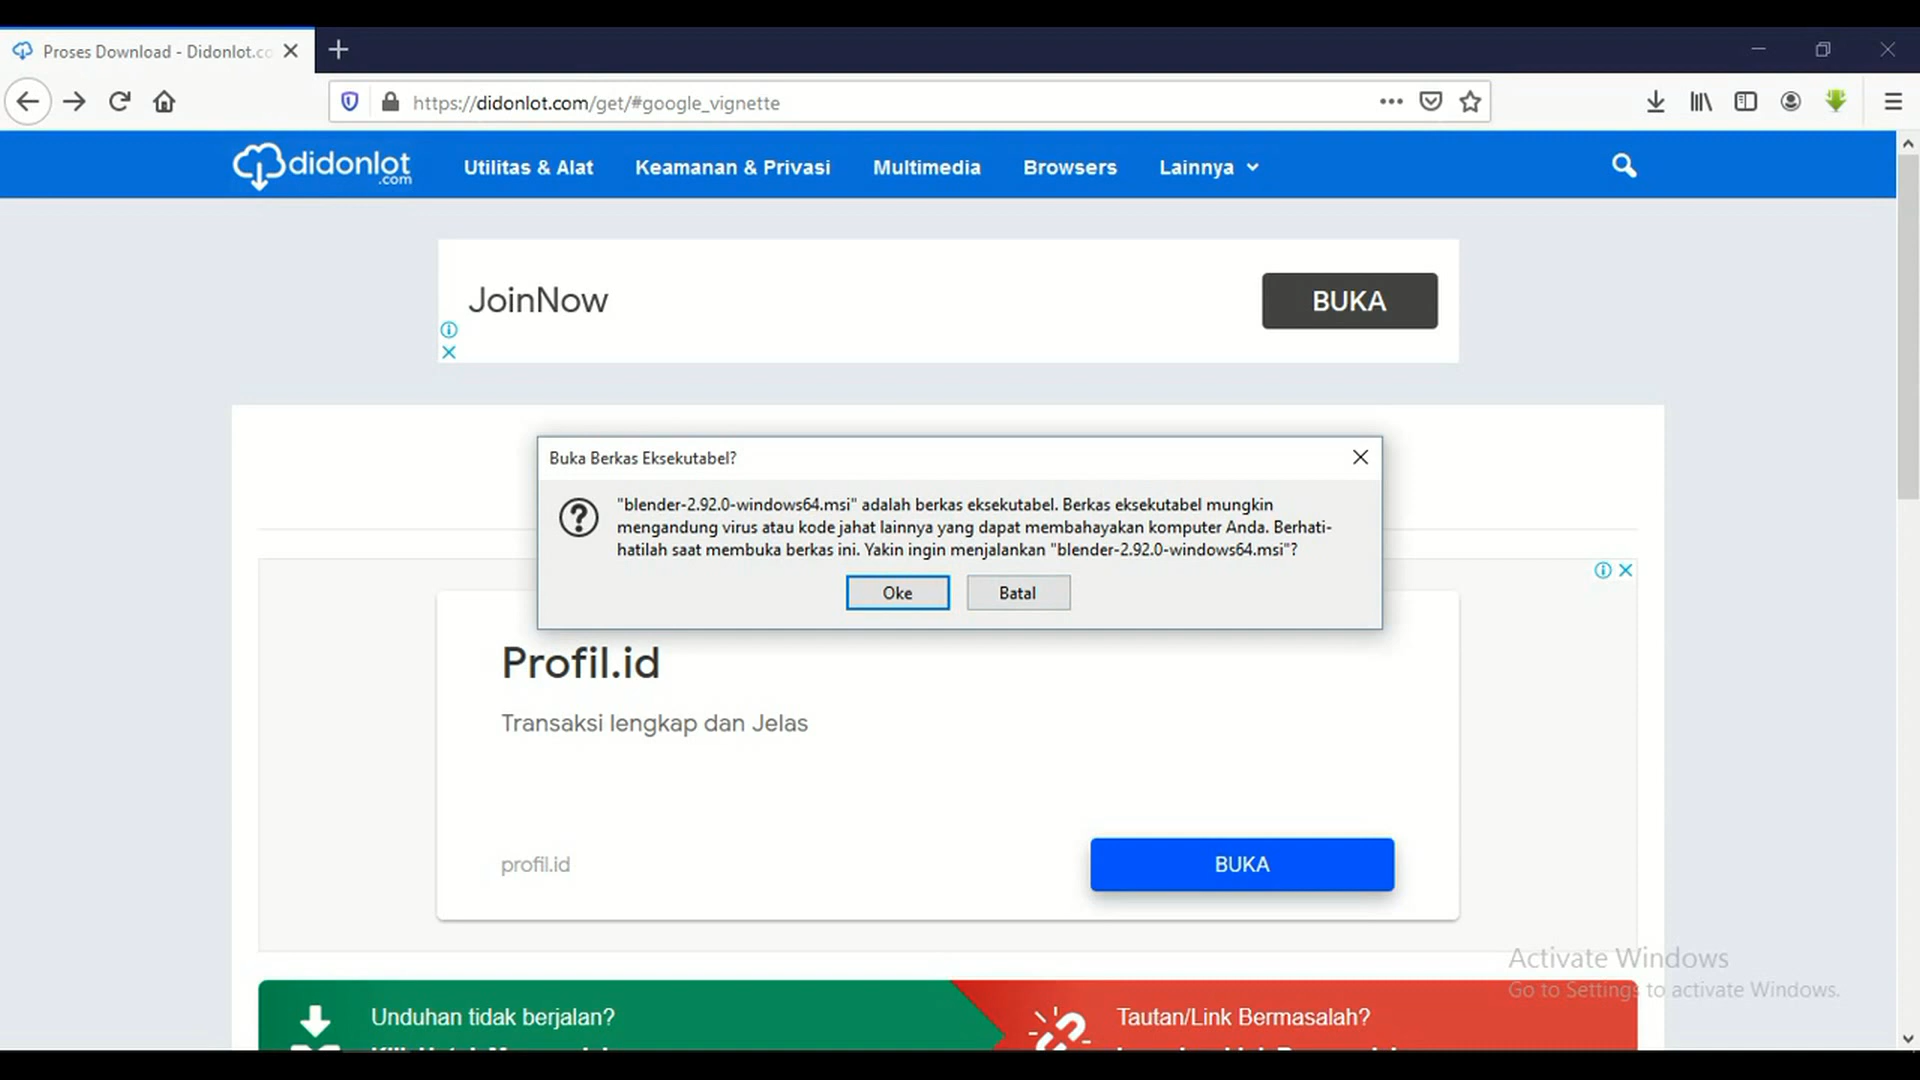 Proses Download - Didonlot.co
https://didonlot.com/get/#google_vignette
didonlot
.com
Utilitas & Alat
Keamanan & Privasi
Multimedia
Browsers
Lainnya
JoinNow
BUKA
Buka Berkas Eksekutabel?
"blender-2.92.0-windows64.msi" adalah berkas eksekutabel. Berkas eksekutabel mungkin
mengandung virus atau kode jahat lainnya yang dapat membahayakan komputer Anda. Berhati-
hatilah saat membuka berkas ini. Yakin ingin menjalankan "blender-2.92.0-windows64.msi"?
Oke
Batal
Profil.id
Transaksi lengkap dan Jelas
profil.id
BUKA
Activate Windows
Go to Settings to activate Windows.
Unduhan tidak berjalan?
Tautan/Link Bermasalah?